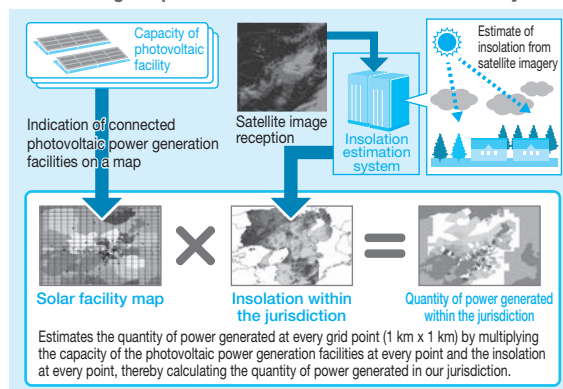 Capacity of
photovoltaic
facility
Estimate of
insolation from
satellite imagery
Indication of connected
photovoltaic power generation
facilities on a map
Satellite image
reception
Insolation
estimation
system
Solar facility map
Insolation within
the jurisdiction
Quantity of power generated
within the jurisdiction
Estimates the quantity of power generated at every grid point (1 km x 1 km) by multiplying
the capacity of the photovoltaic power generation facilities at every point and the insolation
at every point, thereby calculating the quantity of power generated in our jurisdiction.